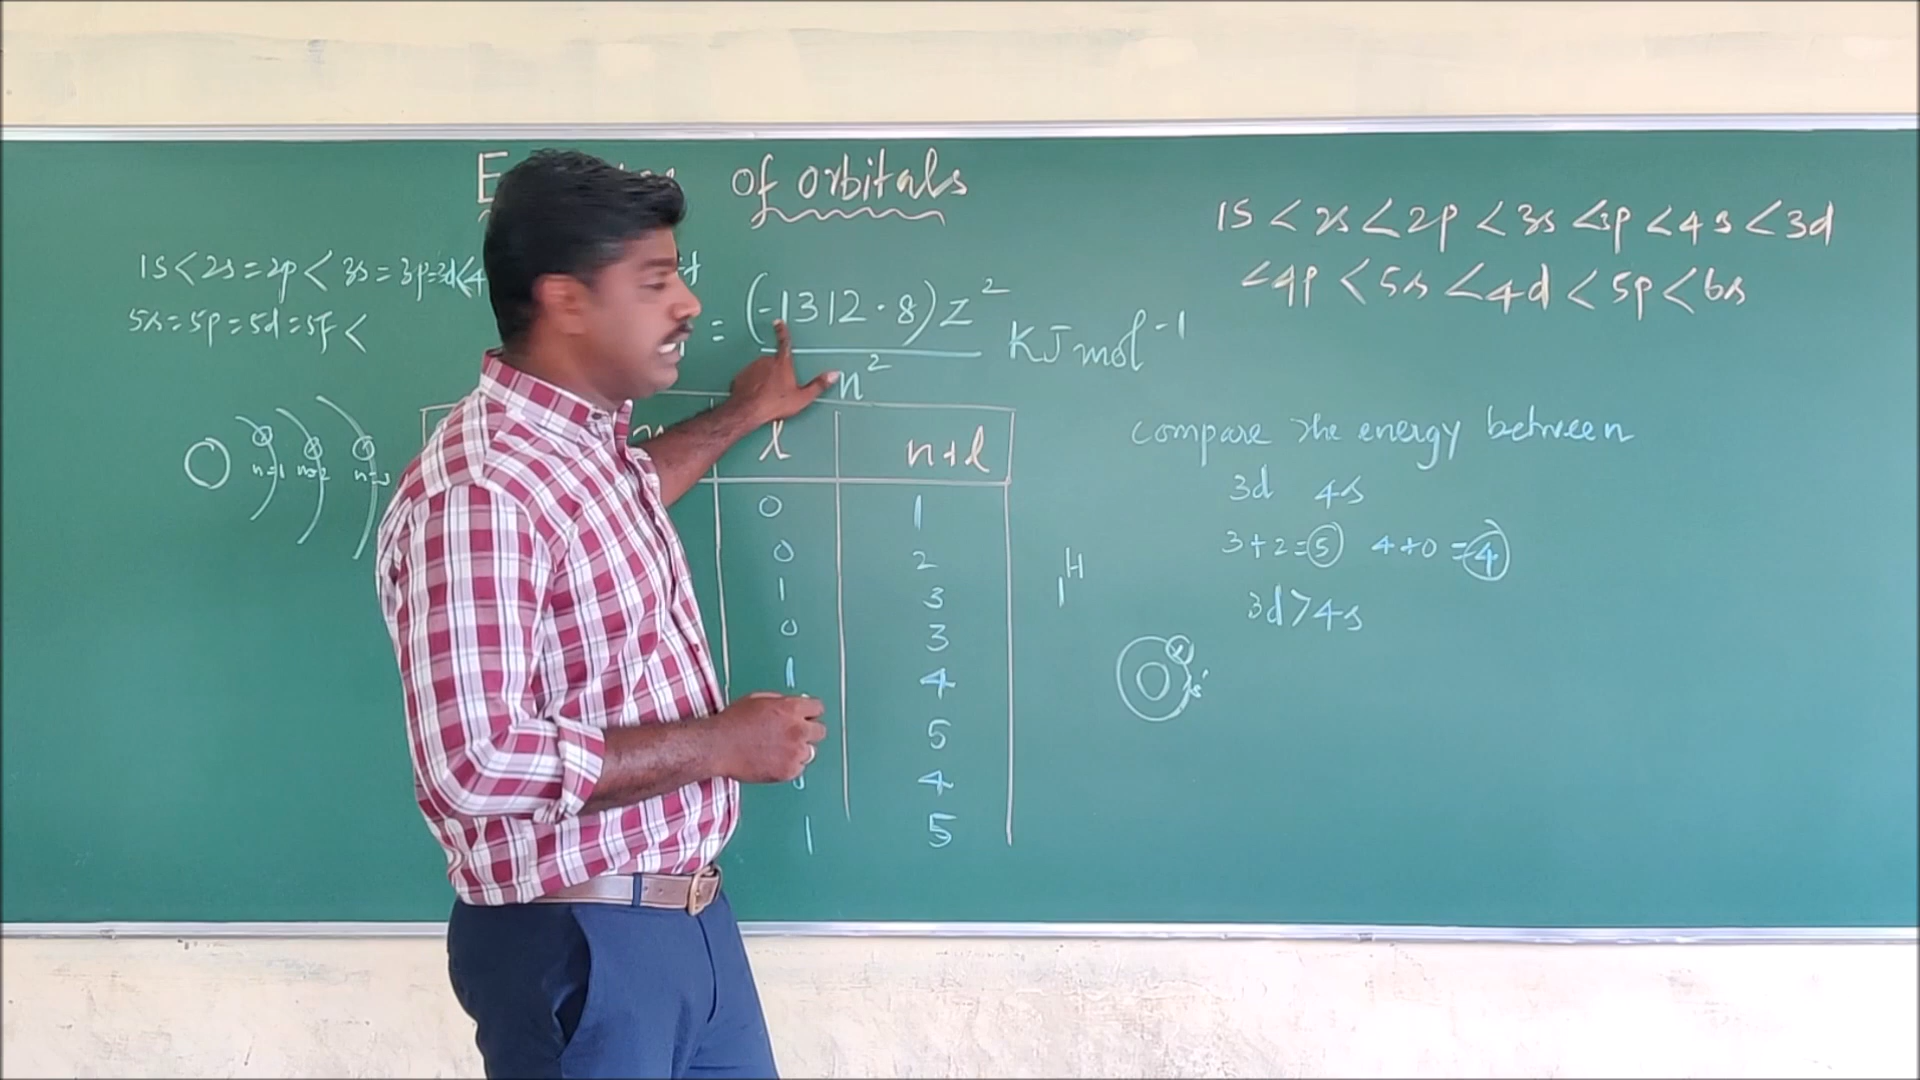 of orbitals
1s < 2s = 2p < 3s = 3p = 3d < 4
5s = 5p = 5d = 5f <
= (-1312.8) Z²
n²
KJ mol⁻¹
1s < 2s < 2p < 3s < 3p < 4s < 3d
< 4p < 5s < 4d < 5p < 6s
n=1 n=2 n=3
l n+l
0 1
0 2
1 3
0 3
1 4
5
4
1 5
1H
compare the energy between
3d 4s
3+2=5 4+0=4
3d > 4s